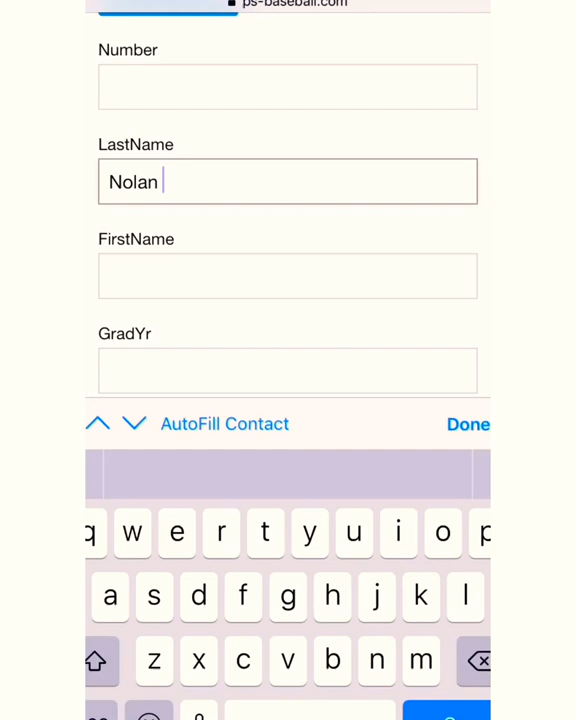 ps-baseball.com
Number
LastName
Nolan
FirstName
GradYr
AutoFill Contact
Done
q w e r t y u i o p
a s d f g h j k l
z x c v b n m